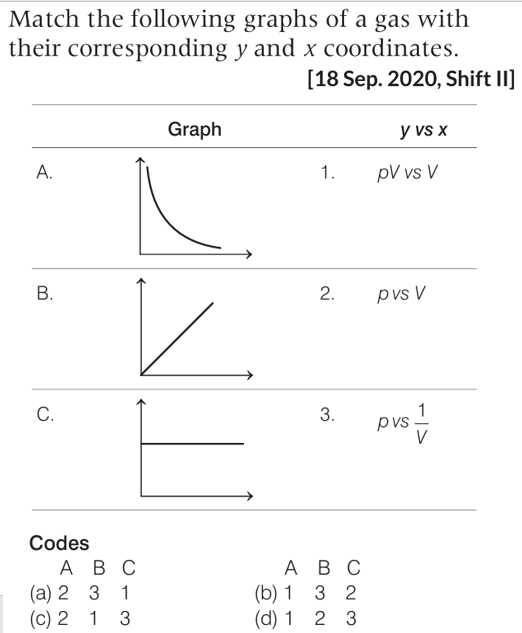 Match the following graphs of a gas with
their corresponding y and x coordinates.
[18 Sep. 2020, Shift II]
Graph y vs x
A. 1. pV vs V
B. 2. p vs V
C. 3. p vs 1/V
Codes
A B C A B C
(a) 2 3 1 (b) 1 3 2
(c) 2 1 3 (d) 1 2 3